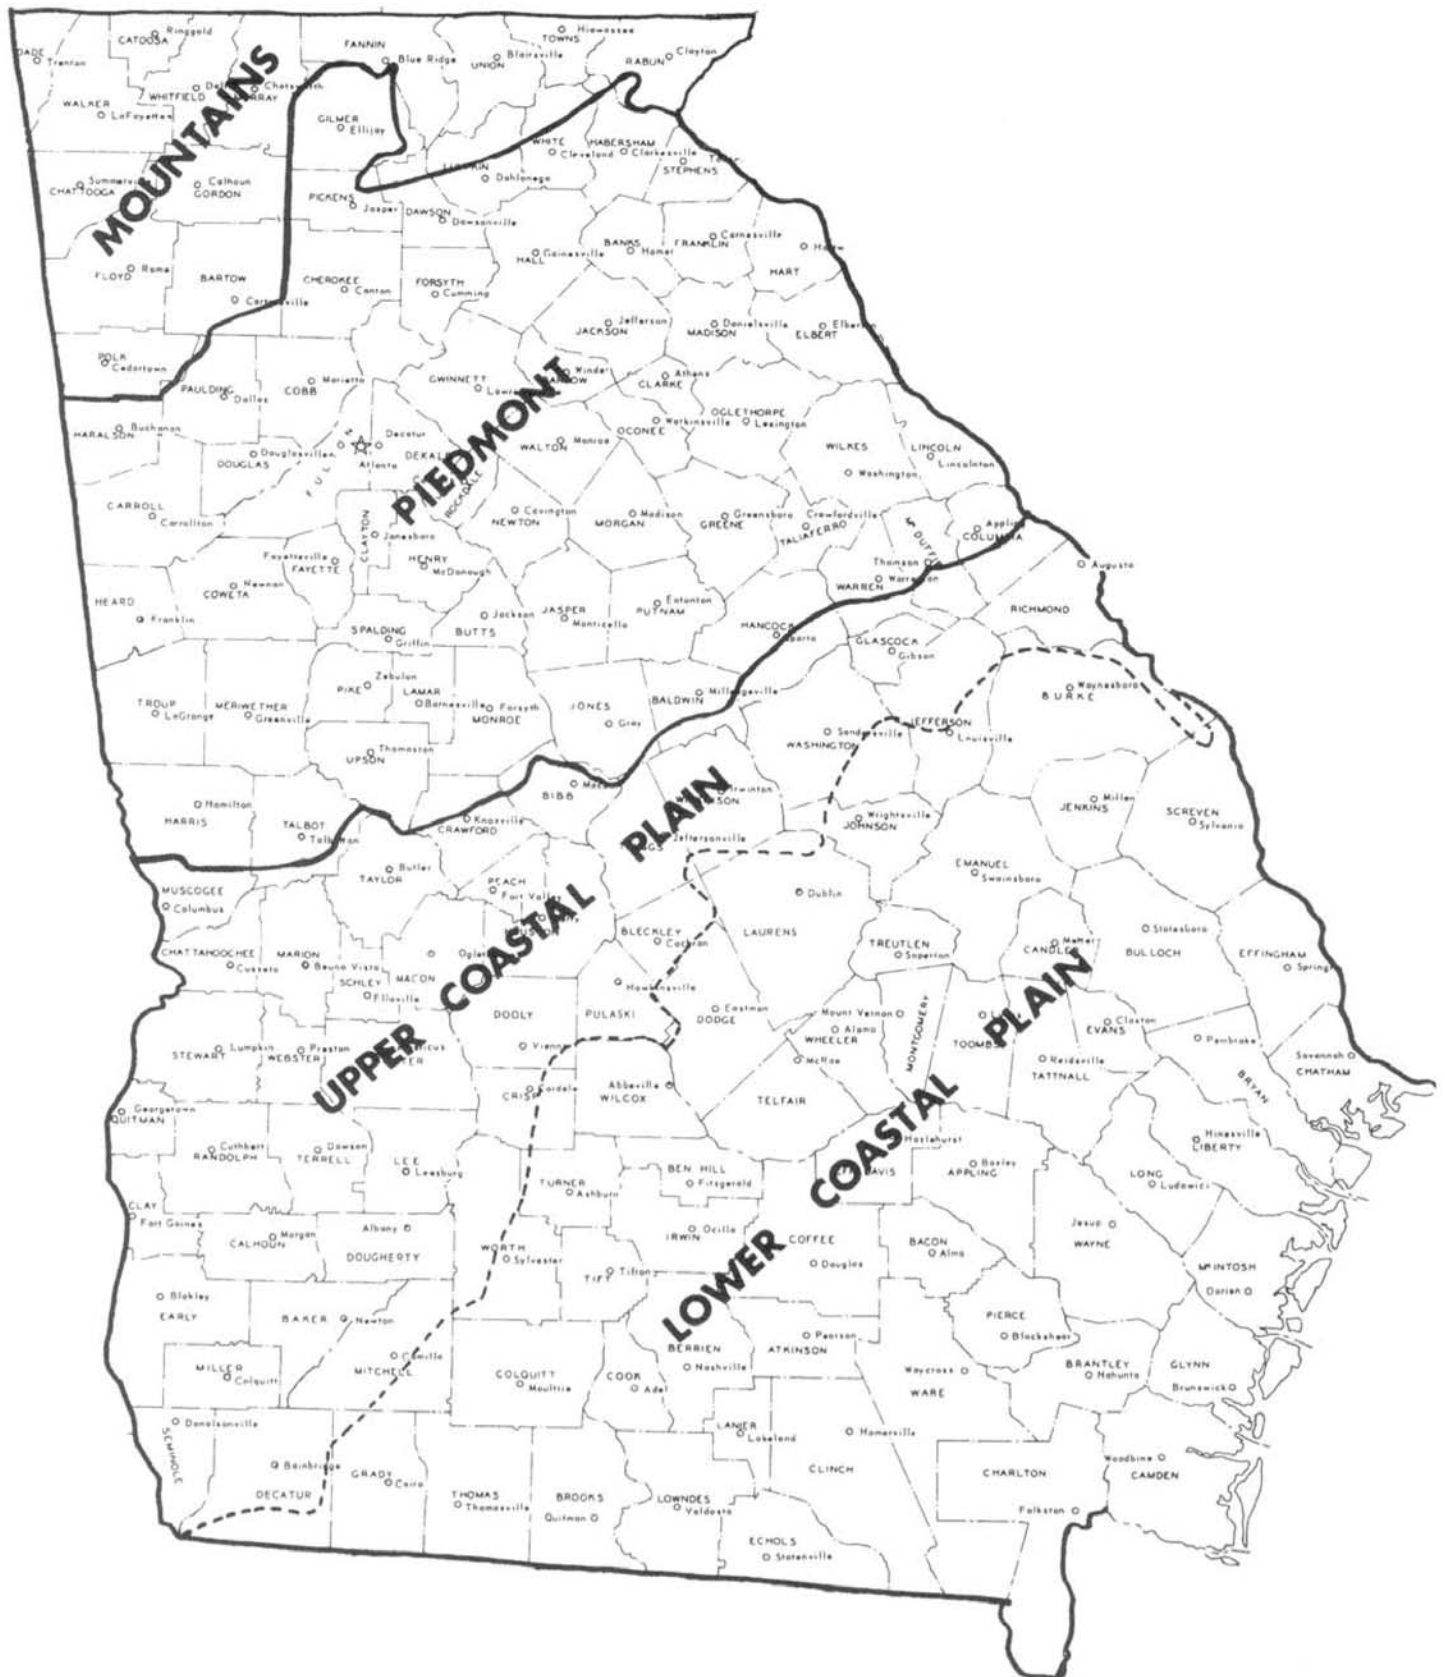 MOUNTAINS
PIEDMONT
UPPER COASTAL PLAIN
LOWER COASTAL PLAIN
DADE
Trenton
CATOOSA
Ringgold
WALKER
LaFayette
WHITFIELD
Chatsworth
FANNIN
Blue Ridge
UNION
Blairsville
TOWNS
Hiawassee
RABUN
Clayton
GILMER
Ellijay
CHATTOOGA
GORDON
Calhoun
PICKENS
Jasper
DAWSON
Dawsonville
Dahlonega
WHITE
Cleveland
HABERSHAM
Clarkesville
STEPHENS
FLOYD
Rome
BARTOW
CHEROKEE
Canton
FORSYTH
Cumming
HALL
Gainesville
BANKS
Homer
FRANKLIN
Carnesville
HART
POLK
Cedartown
PAULDING
Dallas
COBB
Marietta
GWINNETT
JACKSON
Jefferson
MADISON
Danielsville
ELBERT
Winder
CLARKE
Athens
HARALSON
Buchanan
DOUGLAS
Douglasville
Atlanta
Decatur
ROCKDALE
WALTON
Monroe
OCONEE
Watkinsville
OGLETHORPE
Lexington
WILKES
Washington
LINCOLN
Lincolnton
CARROLL
Carrollton
CLAYTON
Jonesboro
FAYETTE
Fayetteville
HENRY
McDonough
NEWTON
Covington
MORGAN
Madison
GREENE
Greensboro
TALIAFERRO
Crawfordville
COLUMBIA
Thomson
WARREN
RICHMOND
Augusta
HEARD
Franklin
COWETA
Newnan
SPALDING
Griffin
BUTTS
Jackson
JASPER
Monticello
PUTNAM
Eatonton
HANCOCK
GLASCOCK
Gibson
TROUP
LaGrange
MERIWETHER
Greenville
PIKE
Zebulon
LAMAR
Barnesville
MONROE
Forsyth
JONES
Gray
BALDWIN
WASHINGTON
JEFFERSON
Louisville
BURKE
Waynesboro
UPSON
Thomaston
HARRIS
Hamilton
TALBOT
CRAWFORD
Knoxville
BIBB
Jeffersonville
JOHNSON
Wrightsville
JENKINS
Millen
SCREVEN
Sylvania
MUSCOGEE
Columbus
TAYLOR
Butler
PEACH
Fort Valley
BLECKLEY
Cochran
LAURENS
Dublin
EMANUEL
Swainsboro
CHATTAHOOCHEE
Cusseta
MARION
Buena Vista
SCHLEY
Ellaville
MACON
PULASKI
Hawkinsville
DOOLY
Vienna
DODGE
Eastman
TREUTLEN
Soperton
CANDLER
BULLOCH
Statesboro
EFFINGHAM
STEWART
Lumpkin
WEBSTER
Preston
CRISP
Cordele
WILCOX
Abbeville
WHEELER
Alamo
Mount Vernon
MONTGOMERY
TOOMBS
EVANS
Claxton
TATTNALL
Reidsville
BRYAN
Pembroke
CHATHAM
Savannah
TELFAIR
McRae
QUITMAN
Georgetown
RANDOLPH
Cuthbert
TERRELL
Dawson
LEE
Leesburg
TURNER
Ashburn
BEN HILL
Fitzgerald
Hazlehurst
APPLING
Baxley
LONG
Ludowici
LIBERTY
Hinesville
CLAY
Fort Gaines
CALHOUN
Morgan
DOUGHERTY
Albany
WORTH
Sylvester
TIFT
Tifton
IRWIN
Ocilla
COFFEE
Douglas
BACON
Alma
WAYNE
Jesup
McINTOSH
Darien
EARLY
Blakley
BAKER
Newton
MITCHELL
Camilla
COLQUITT
Moultrie
COOK
Adel
BERRIEN
Nashville
ATKINSON
Pearson
PIERCE
Blackshear
WARE
Waycross
BRANTLEY
Nahunta
GLYNN
Brunswick
MILLER
Colquitt
SEMINOLE
Donalsonville
DECATUR
Bainbridge
GRADY
Cairo
THOMAS
Thomasville
BROOKS
Quitman
LOWNDES
Valdosta
LANIER
Lakeland
CLINCH
Homerville
ECHOLS
Statenville
CHARLTON
Folkston
CAMDEN
Woodbine